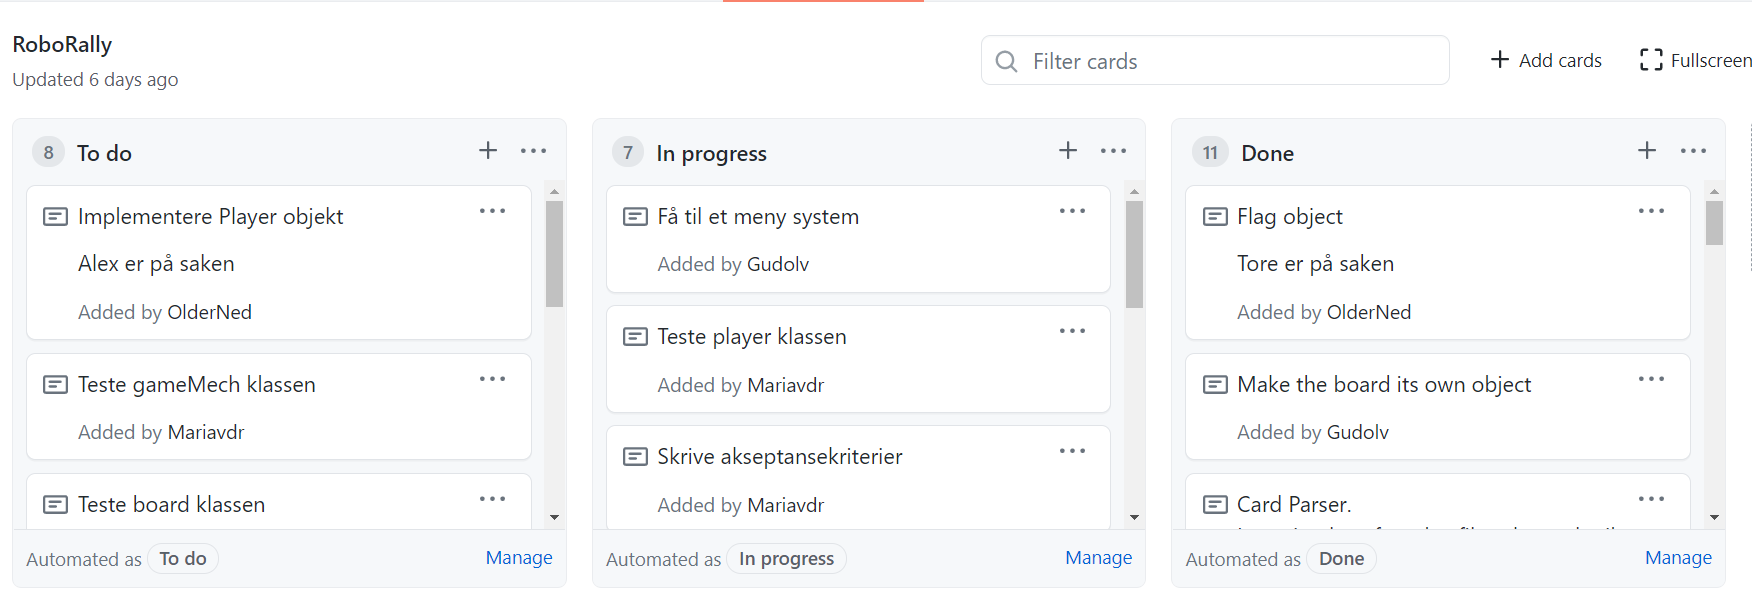 RoboRally
Updated 6 days ago
Filter cards
Add cards
Fullscreen
8 To do
Implementere Player objekt
Alex er på saken
Added by OlderNed
Teste gameMech klassen
Added by Mariavdr
Teste board klassen
Automated as To do Manage
7 In progress
Få til et meny system
Added by Gudolv
Teste player klassen
Added by Mariavdr
Skrive akseptansekriterier
Added by Mariavdr
Automated as In progress Manage
11 Done
Flag object
Tore er på saken
Added by OlderNed
Make the board its own object
Added by Gudolv
Card Parser.
Automated as Done Manage